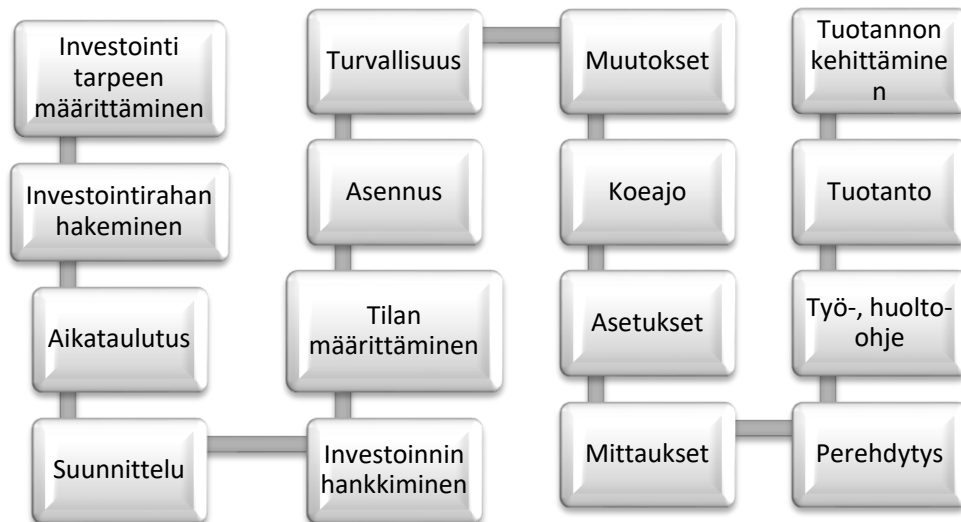 Investointi
tarpeen
määrittäminen
Investointirahan
hakeminen
Aikataulutus
Suunnittelu
Investoinnin
hankkiminen
Tilan
määrittäminen
Asennus
Turvallisuus
Muutokset
Koeajo
Asetukset
Mittaukset
Perehdytys
Työ-, huolto-
ohje
Tuotanto
Tuotannon
kehittämine
n